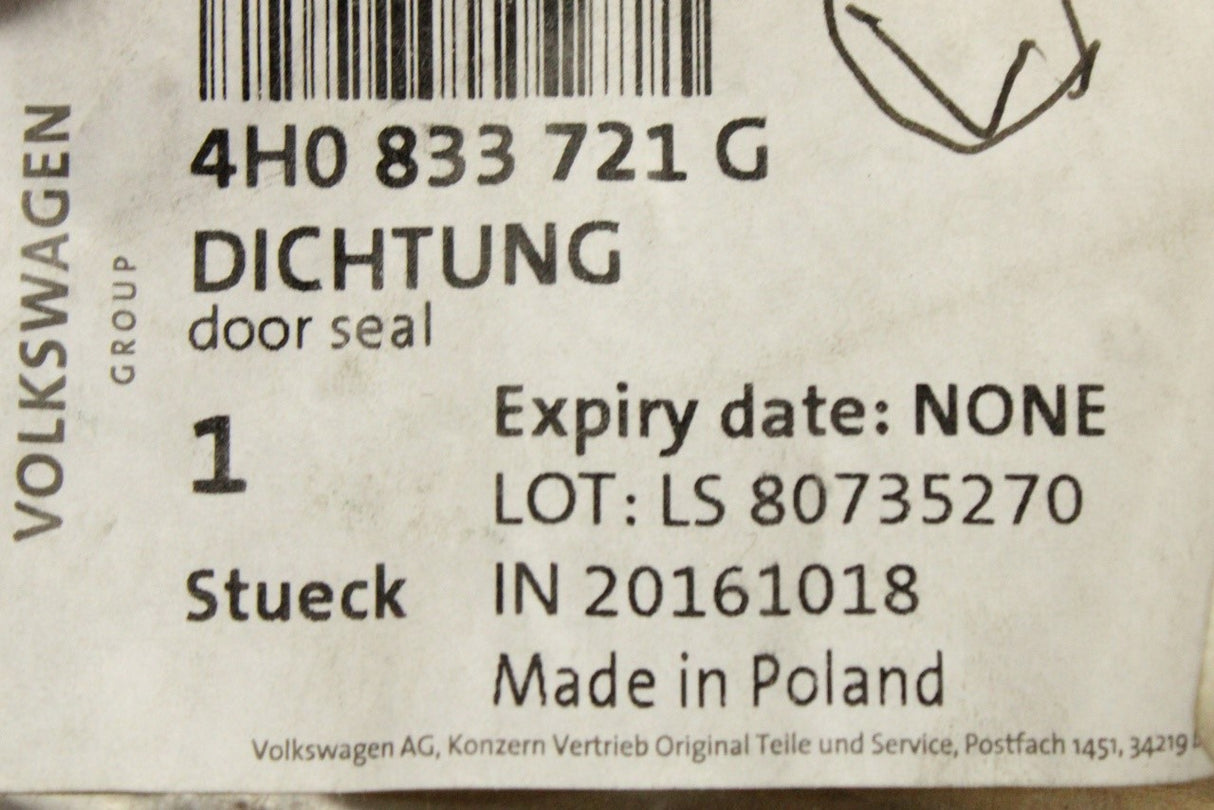 VOLKSWAGEN
GROUP
4H0 833 721 G
DICHTUNG
door seal
1
Stueck
Expiry date: NONE
LOT: LS 80735270
IN 20161018
Made in Poland
Volkswagen AG, Konzern Vertrieb Original Teile und Service, Postfach 1451, 34219